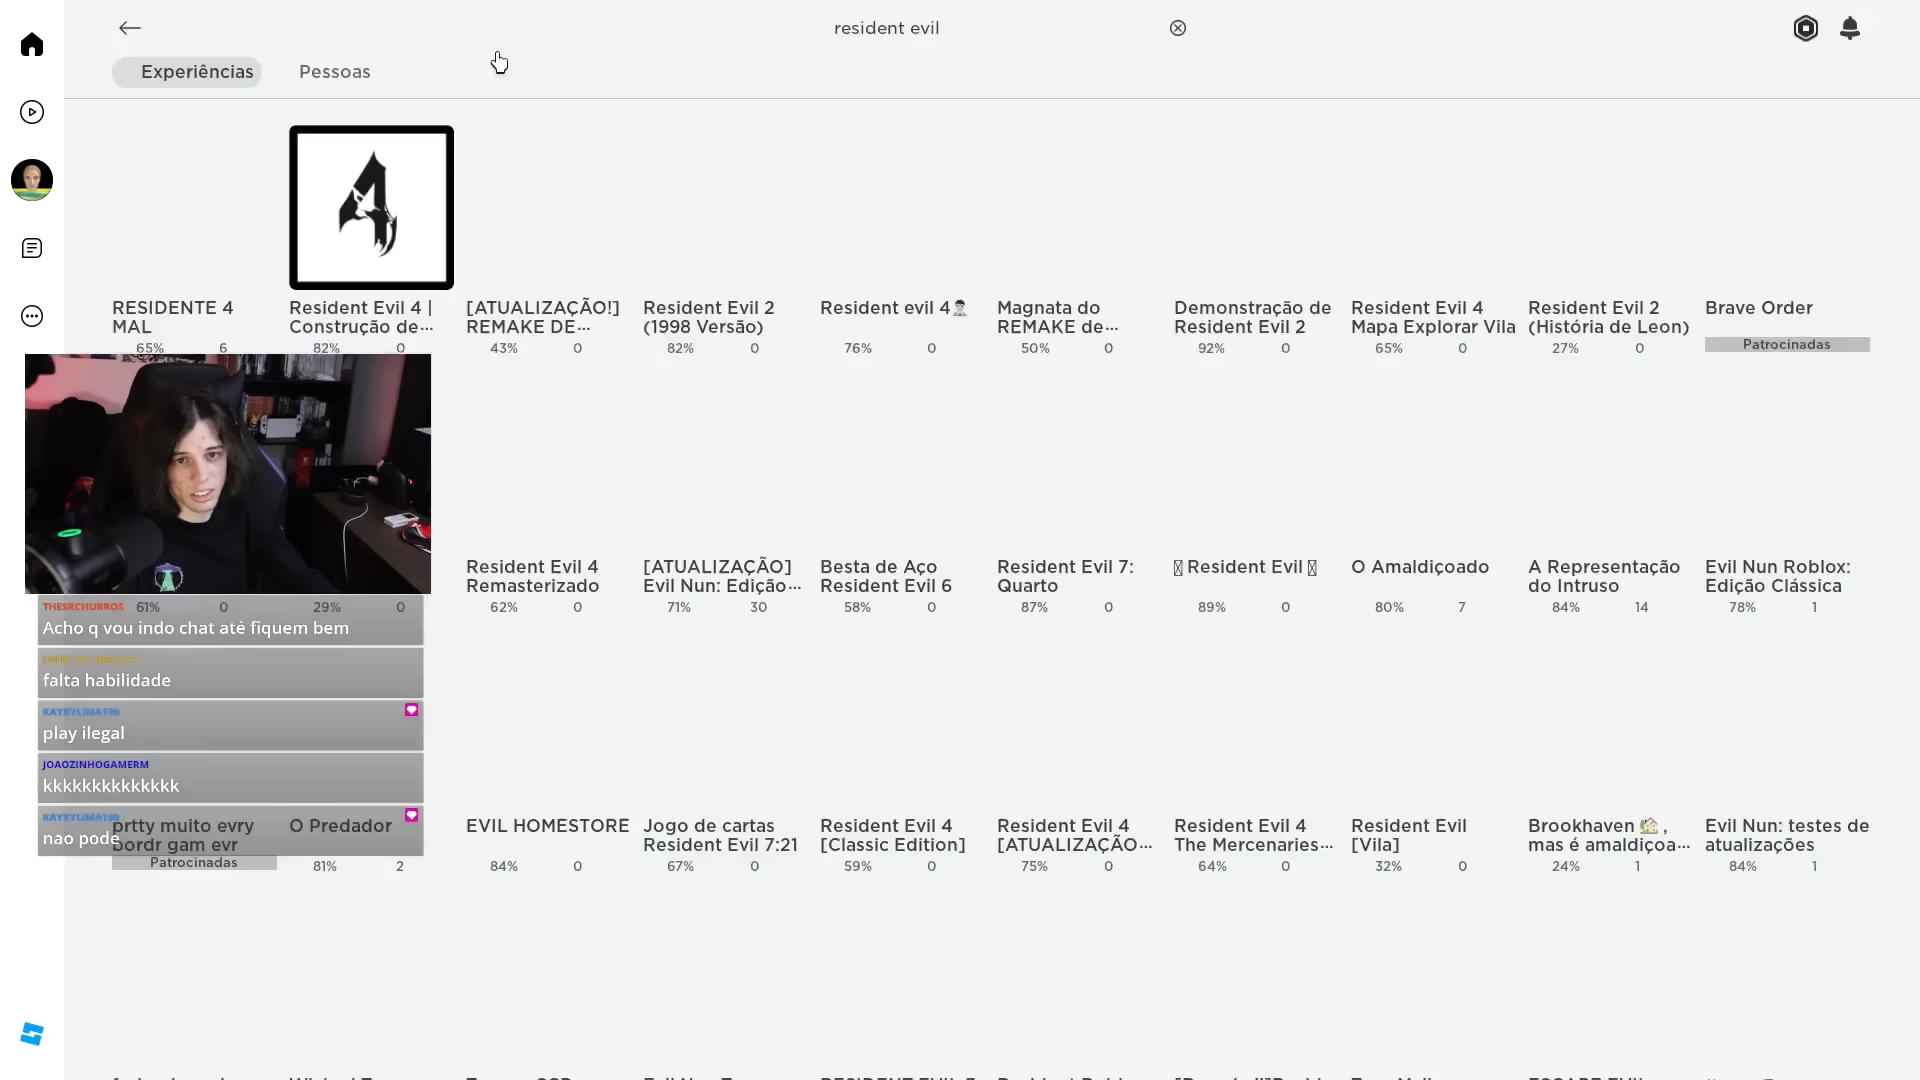 resident evil
Experiências Pessoas
RESIDENTE 4
MAL
65% 6
Resident Evil 4 |
Construção de...
82% 0
[ATUALIZAÇÃO!]
REMAKE DE...
43% 0
Resident Evil 2
(1998 Versão)
82% 0
Resident evil 4
76% 0
Magnata do
REMAKE de...
50% 0
Demonstração de
Resident Evil 2
92% 0
Resident Evil 4
Mapa Explorar Vila
65% 0
Resident Evil 2
(História de Leon)
27% 0
Brave Order
Patrocinadas
61% 0
29% 0
Resident Evil 4
Remasterizado
62% 0
[ATUALIZAÇÃO]
Evil Nun: Edição...
71% 30
Besta de Aço
Resident Evil 6
58% 0
Resident Evil 7:
Quarto
87% 0
Resident Evil
89% 0
O Amaldiçoado
80% 7
A Representação
do Intruso
84% 14
Evil Nun Roblox:
Edição Clássica
78% 1
THESRCHURROS
Acho q vou indo chat até fiquem bem
falta habilidade
KAYKYLIMA190
play ilegal
JOAOZINHOGAMERM
kkkkkkkkkkkkkk
KAYKYLIMA190
nao pode
prtty muito evry
bordr gam evr
Patrocinadas
O Predador
81% 2
EVIL HOMESTORE
84% 0
Jogo de cartas
Resident Evil 7:21
67% 0
Resident Evil 4
[Classic Edition]
59% 0
Resident Evil 4
[ATUALIZAÇÃO...
75% 0
Resident Evil 4
The Mercenaries...
64% 0
Resident Evil
[Vila]
32% 0
Brookhaven 🏡 ,
mas é amaldiçoa...
24% 1
Evil Nun: testes de
atualizações
84% 1